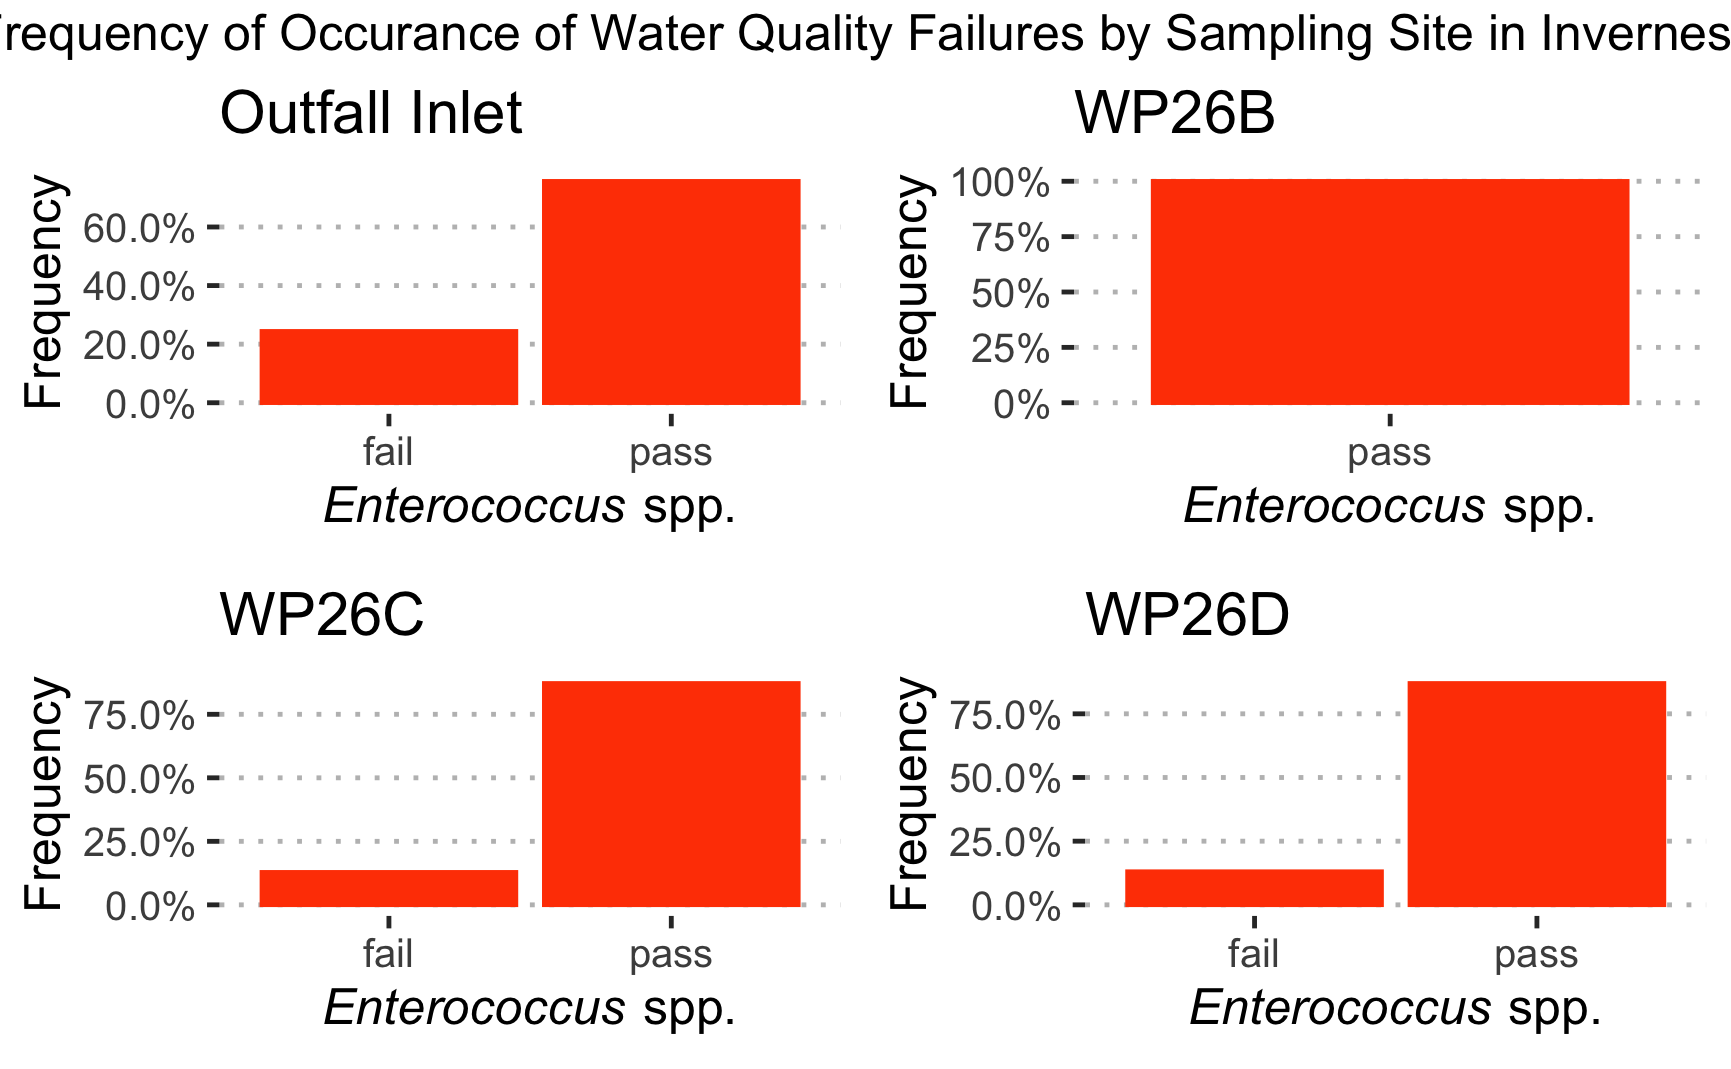 requency of Occurance of Water Quality Failures by Sampling Site in Invernes
Outfall Inlet
Frequency
60.0%
40.0%
20.0%
0.0%
fail pass
Enterococcus spp.
WP26B
Frequency
100%
75%
50%
25%
0%
pass
Enterococcus spp.
WP26C
Frequency
75.0%
50.0%
25.0%
0.0%
fail pass
Enterococcus spp.
WP26D
Frequency
75.0%
50.0%
25.0%
0.0%
fail pass
Enterococcus spp.